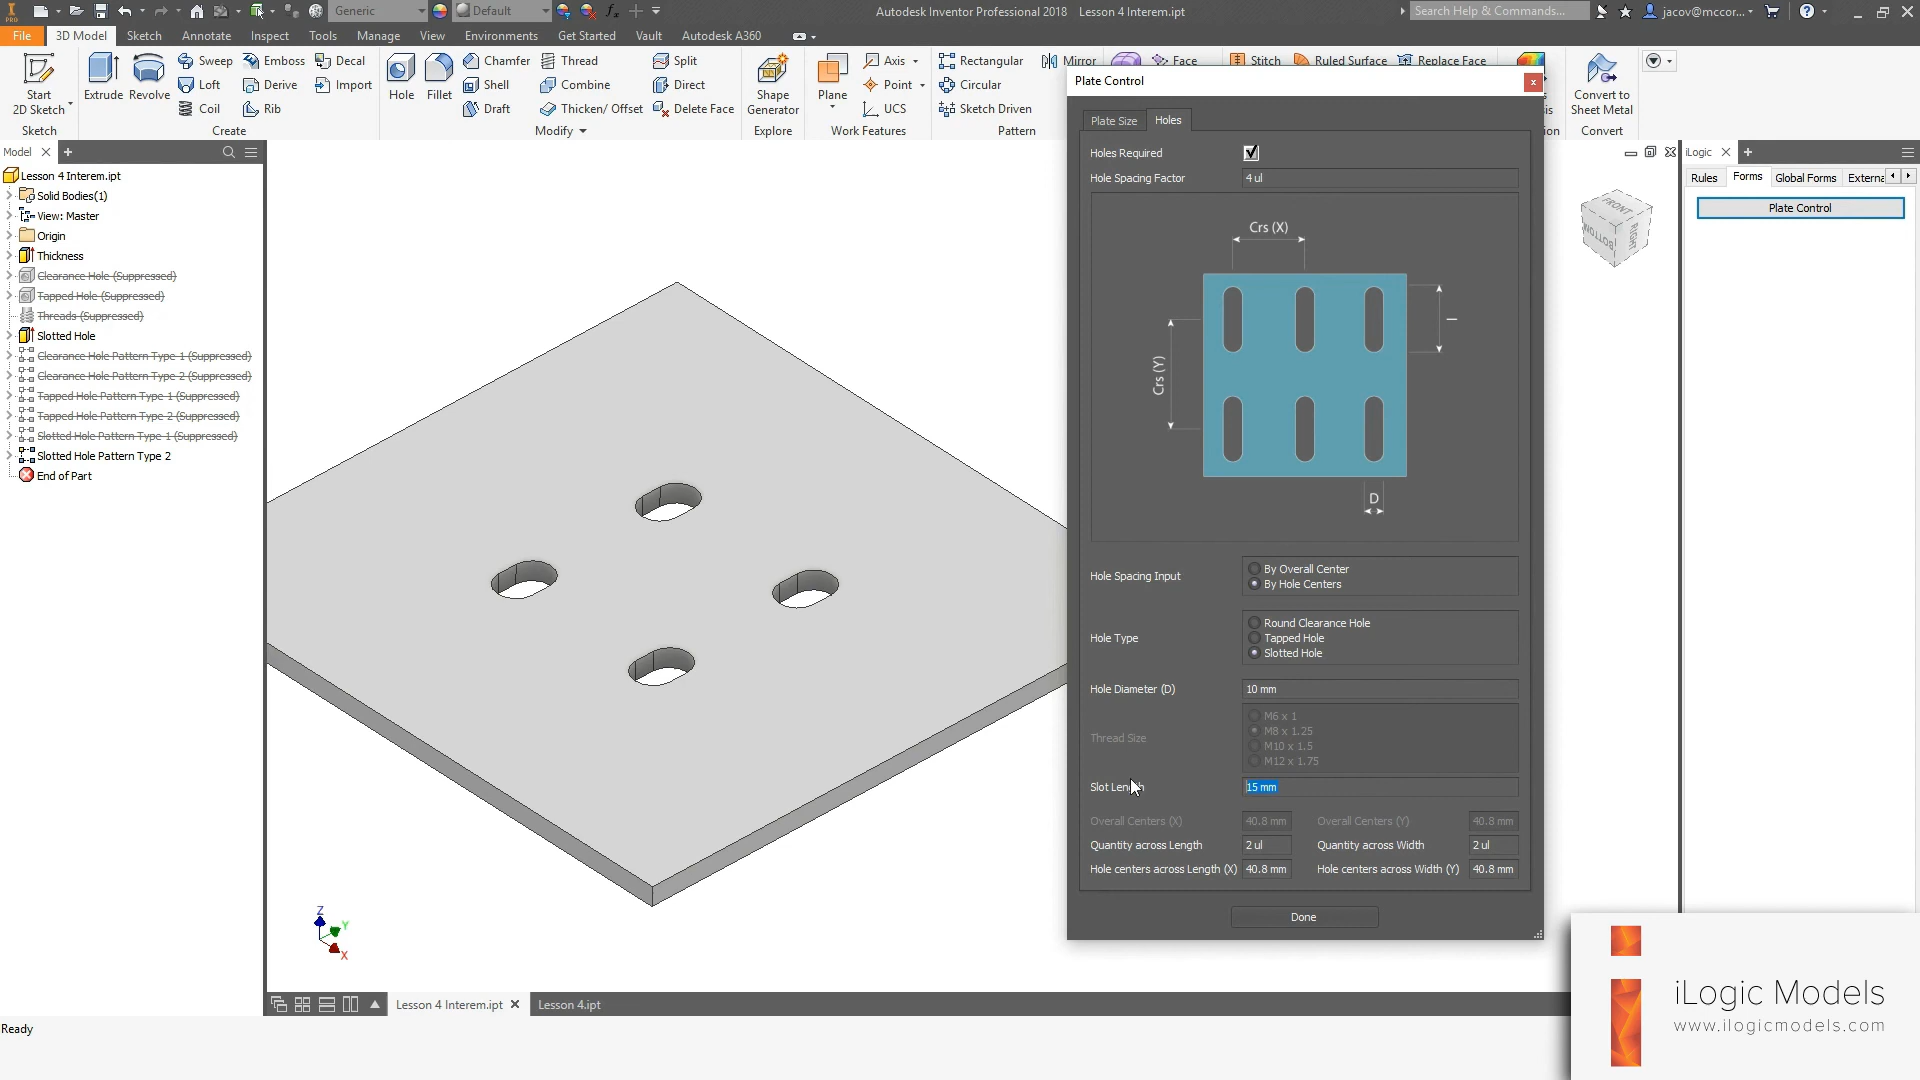 PRO
Generic
Default
Autodesk Inventor Professional 2018 Lesson 4 Interem.ipt
Search Help & Commands...
jacov@mccor...
File
3D Model
Sketch
Annotate
Inspect
Tools
Manage
View
Environments
Get Started
Vault
Autodesk A360
Start
2D Sketch
Extrude
Revolve
Sweep
Emboss
Decal
Loft
Derive
Import
Coil
Rib
Hole
Fillet
Chamfer
Thread
Split
Shell
Combine
Direct
Draft
Thicken/ Offset
Delete Face
Shape
Generator
Plane
Axis
Point
UCS
Rectangular
Mirror
Circular
Sketch Driven
Face
Stitch
Ruled Surface
Replace Face
Convert to
Sheet Metal
Sketch
Create
Modify
Explore
Work Features
Pattern
Convert
Model
Lesson 4 Interem.ipt
Solid Bodies(1)
View: Master
Origin
Thickness
Clearance Hole (Suppressed)
Tapped Hole (Suppressed)
Threads (Suppressed)
Slotted Hole
Clearance Hole Pattern Type 1 (Suppressed)
Clearance Hole Pattern Type 2 (Suppressed)
Tapped Hole Pattern Type 1 (Suppressed)
Tapped Hole Pattern Type 2 (Suppressed)
Slotted Hole Pattern Type 1 (Suppressed)
Slotted Hole Pattern Type 2
End of Part
Z
Y
X
Plate Control
Plate Size
Holes
Holes Required
Hole Spacing Factor 4 ul
Crs (X)
Crs (Y)
l
D
Hole Spacing Input
By Overall Center
By Hole Centers
Hole Type
Round Clearance Hole
Tapped Hole
Slotted Hole
Hole Diameter (D) 10 mm
Thread Size
M6 x 1
M8 x 1.25
M10 x 1.5
M12 x 1.75
Slot Length 15 mm
Overall Centers (X) 40.8 mm Overall Centers (Y) 40.8 mm
Quantity across Length 2 ul Quantity across Width 2 ul
Hole centers across Length (X) 40.8 mm Hole centers across Width (Y) 40.8 mm
Done
FRONT
BOTTOM
RIGHT
iLogic
Rules
Forms
Global Forms
Externa
Plate Control
Lesson 4 Interem.ipt
Lesson 4.ipt
Ready
iLogic Models
www.ilogicmodels.com